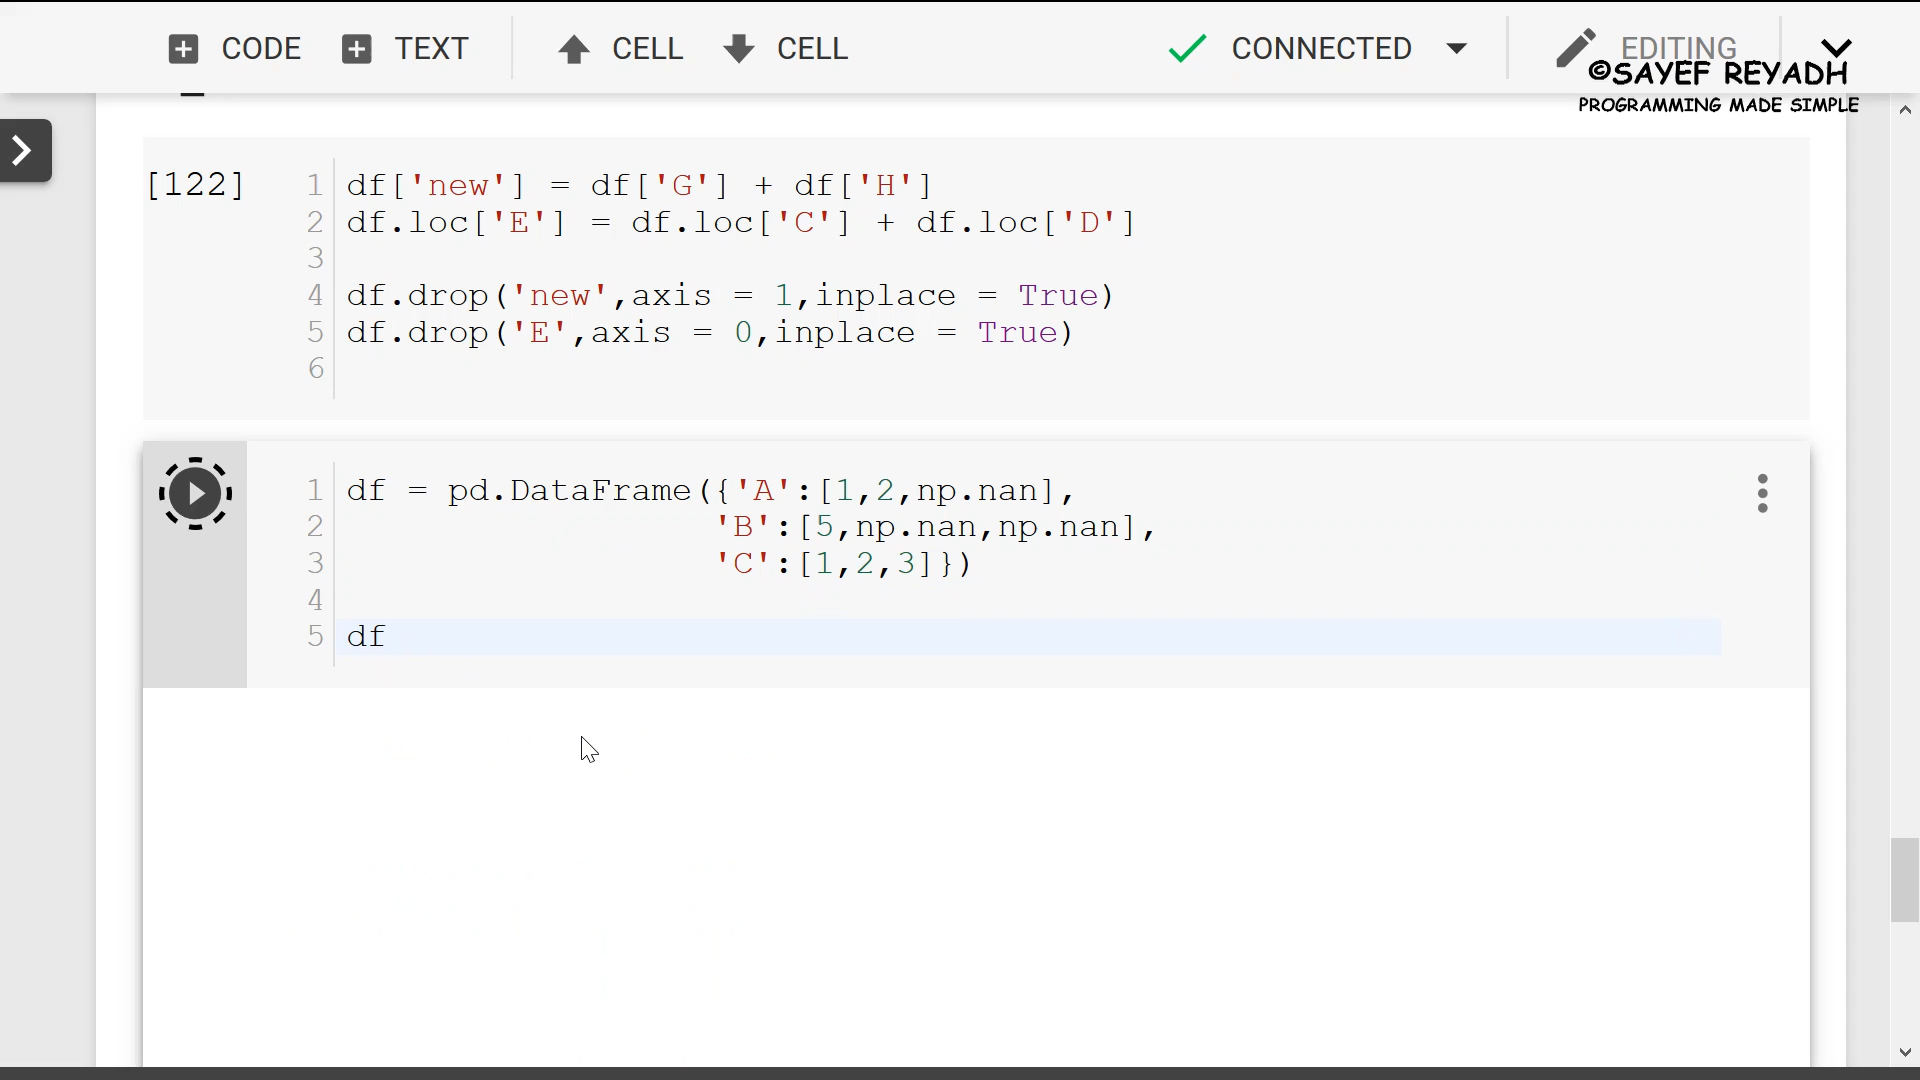 CODE TEXT CELL CELL CONNECTED EDITING
©SAYEF REYADH
PROGRAMMING MADE SIMPLE
[122]
1 df['new'] = df['G'] + df['H']
2 df.loc['E'] = df.loc['C'] + df.loc['D']
3
4 df.drop('new',axis = 1,inplace = True)
5 df.drop('E',axis = 0,inplace = True)
6
1 df = pd.DataFrame({'A':[1,2,np.nan],
2 'B':[5,np.nan,np.nan],
3 'C':[1,2,3]})
4
5 df